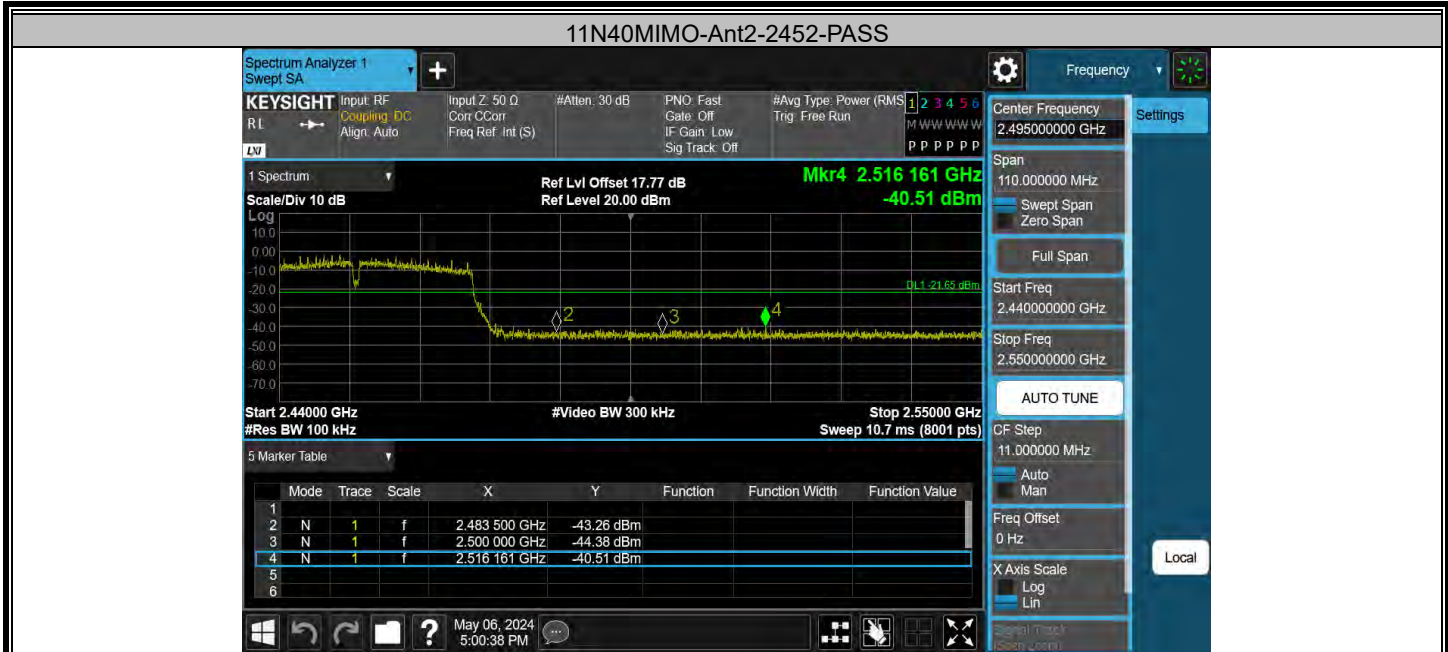 11N40MIMO-Ant2-2452-PASS
Spectrum Analyzer 1
Swept SA
+
Frequency
KEYSIGHT
RL
LXI
Input: RF
Coupling: DC
Align: Auto
Input Z: 50 Ω
Corr CCorr
Freq Ref: Int (S)
#Atten: 30 dB
PNO: Fast
Gate: Off
IF Gain: Low
Sig Track: Off
#Avg Type: Power (RMS
Trig: Free Run
1 2 3 4 5 6
M W W W W W
P P P P P P
1 Spectrum
Scale/Div 10 dB
Ref Lvl Offset 17.77 dB
Ref Level 20.00 dBm
Mkr4 2.516 161 GHz
-40.51 dBm
Log
10.0
0.00
-10.0
-20.0
-30.0
-40.0
-50.0
-60.0
-70.0
DL1 -21.65 dBm
2
3
4
Start 2.44000 GHz
#Res BW 100 kHz
#Video BW 300 kHz
Stop 2.55000 GHz
Sweep 10.7 ms (8001 pts)
5 Marker Table
Mode Trace Scale X Y Function Function Width Function Value
1
2 N 1 f 2.483 500 GHz -43.26 dBm
3 N 1 f 2.500 000 GHz -44.38 dBm
4 N 1 f 2.516 161 GHz -40.51 dBm
5
6
?
May 06, 2024
5:00:38 PM
Center Frequency
2.495000000 GHz
Settings
Span
110.000000 MHz
Swept Span
Zero Span
Full Span
Start Freq
2.440000000 GHz
Stop Freq
2.550000000 GHz
AUTO TUNE
CF Step
11.000000 MHz
Auto
Man
Freq Offset
0 Hz
X Axis Scale
Log
Lin
Local
Signal Track
(Span Zoom)